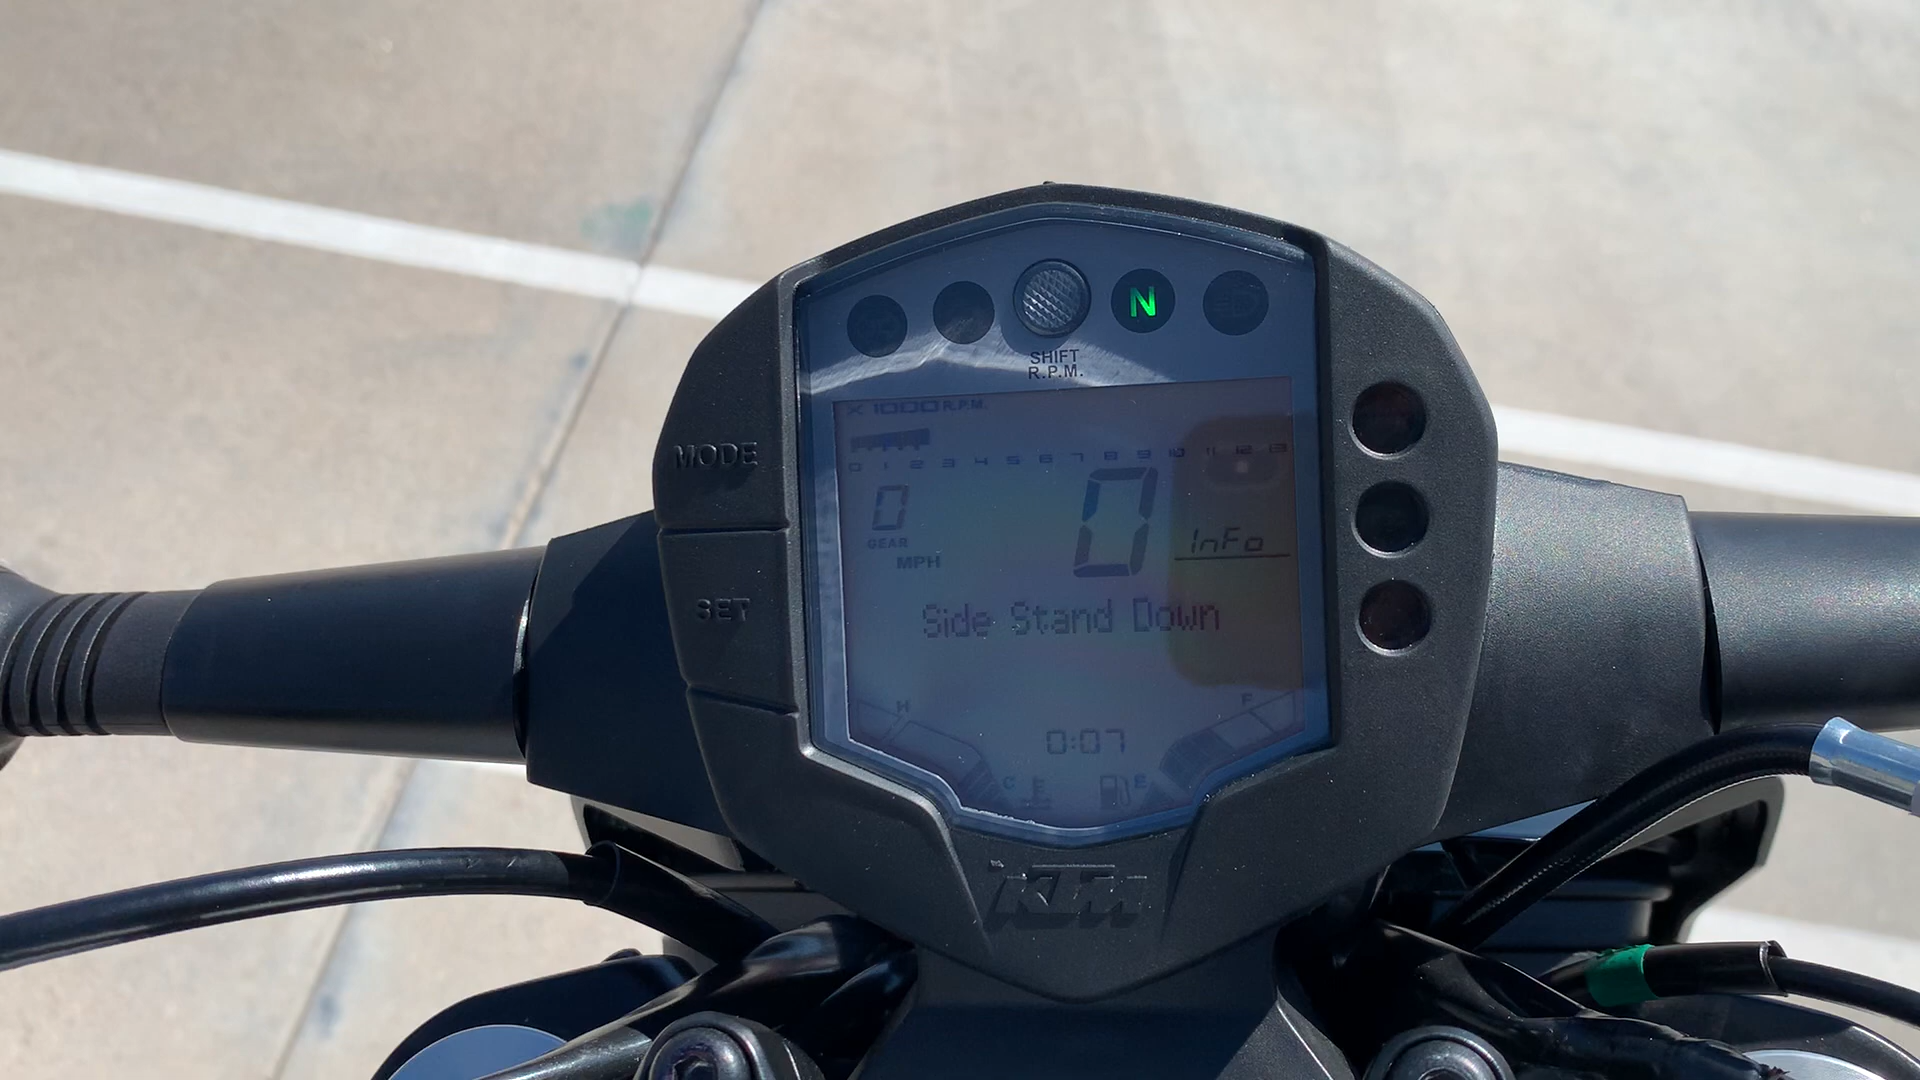 N
SHIFT
R.P.M.
X 1000 R.P.M.
0 1 2 3 4 5 6 7 8 9 10 11 12 13
MODE
0
0
GEAR
InFo
MPH
SET
Side Stand Down
H
F
0:07
C
E
KTM